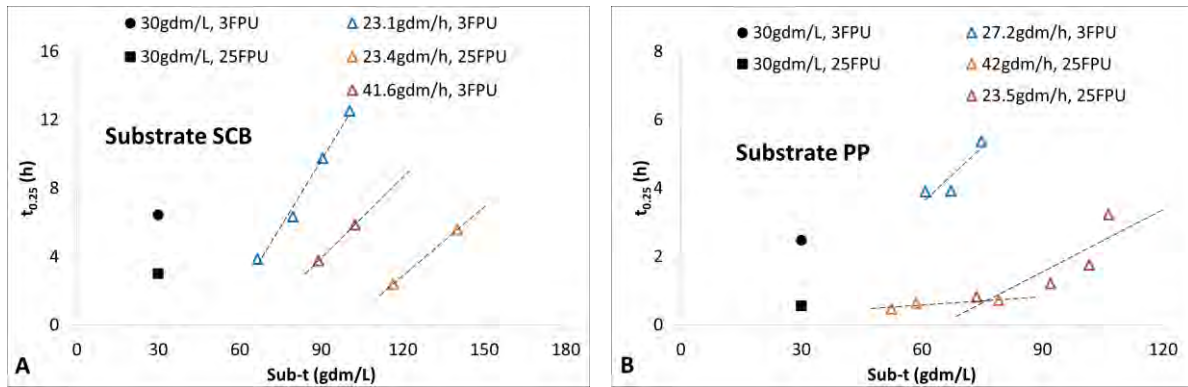 A
30gdm/L, 3FPU
23.1gdm/h, 3FPU
30gdm/L, 25FPU
23.4gdm/h, 25FPU
41.6gdm/h, 3FPU
Substrate SCB
t0.25 (h)
16
12
8
4
0
0 30 60 90 120 150 180
Sub-t (gdm/L)
A
B
30gdm/L, 3FPU
27.2gdm/h, 3FPU
30gdm/L, 25FPU
42gdm/h, 25FPU
23.5gdm/h, 25FPU
Substrate PP
t0.25 (h)
8
6
4
2
0
0 30 60 90 120
Sub-t (gdm/L)
B